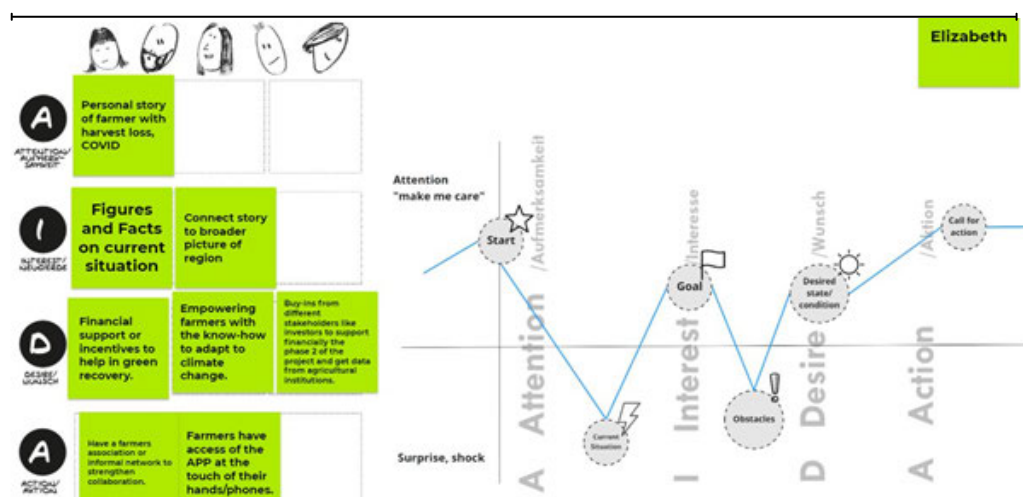 Elizabeth
A
ATTENTION/
AUFMERK-
SAMKEIT
Personal story
of farmer with
harvest loss,
COVID
I
INTEREST/
NEUGIERDE
Figures
and Facts
on current
situation
Connect story
to broader
picture of
region
D
DESIRE/
WUNSCH
Financial
support or
incentives to
help in green
recovery.
Empowering
farmers with
the know-how
to adapt to
climate
change.
Buy-ins from
different
stakeholders like
investors to support
financially the
phase 2 of the
project and get data
from agricultural
institutions.
A
ACTION/
AKTION
Have a farmers
association or
informal network to
strengthen
collaboration.
Farmers have
access of the
APP at the
touch of their
hands/phones.
Attention
"make me care"
Surprise, shock
Start
Current
Situation
Goal
Obstacles
Desired
state/
condition
Call for
action
A Attention /Aufmerksamkeit
I Interest /Interesse
D Desire /Wunsch
A Action /Aktion